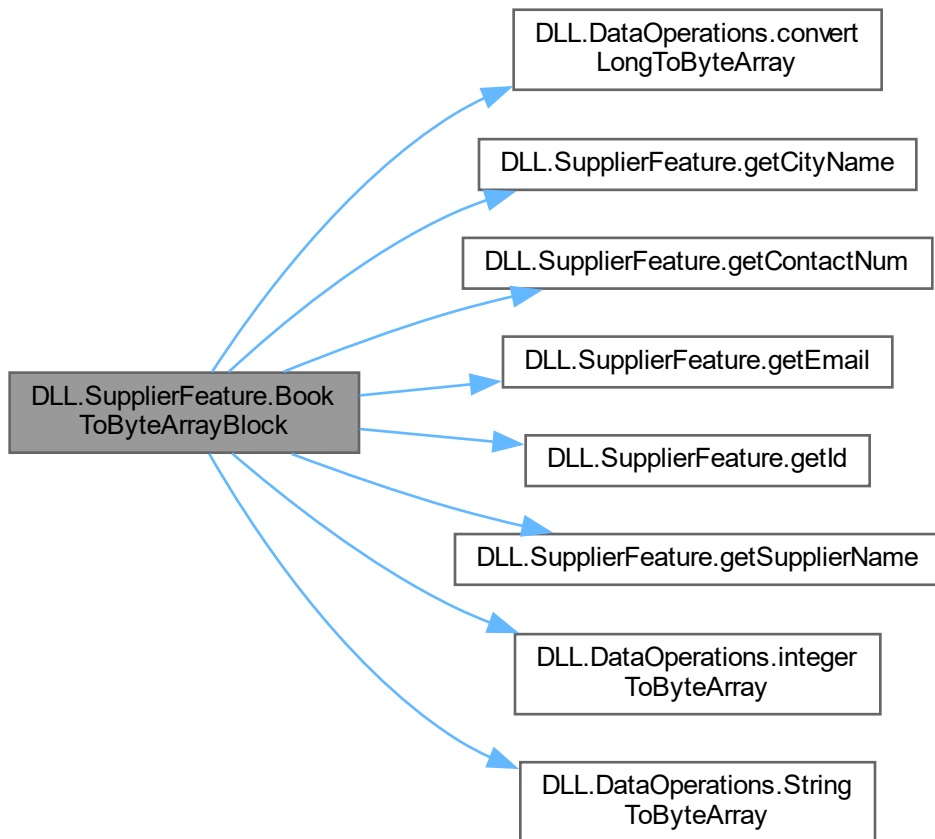 DLL.SupplierFeature.Book
ToByteArrayBlock
DLL.DataOperations.convert
LongToByteArray
DLL.SupplierFeature.getCityName
DLL.SupplierFeature.getContactNum
DLL.SupplierFeature.getEmail
DLL.SupplierFeature.getId
DLL.SupplierFeature.getSupplierName
DLL.DataOperations.integer
ToByteArray
DLL.DataOperations.String
ToByteArray